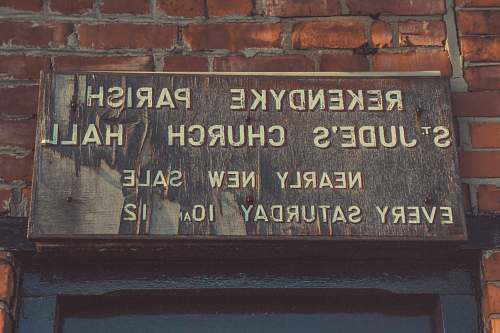 REKENDYKE PARISH
ST JUDE'S CHURCH HALL
NEARLY NEW SALE
EVERY SATURDAY 10AM 12